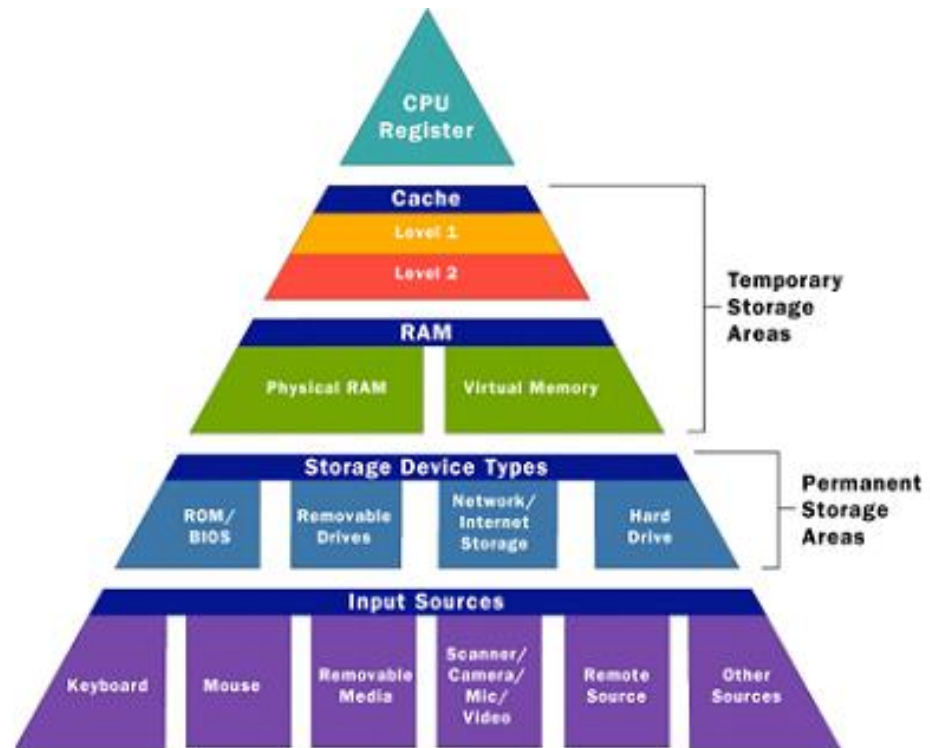 CPU
Register
Cache
Level 1
Level 2
Temporary
Storage
Areas
RAM
Physical RAM
Virtual Memory
Storage Device Types
Permanent
Storage
Areas
ROM/
BIOS
Removable
Drives
Network/
Internet
Storage
Hard
Drive
Input Sources
Keyboard
Mouse
Removable
Media
Scanner/
Camera/
Mic/
Video
Remote
Source
Other
Sources